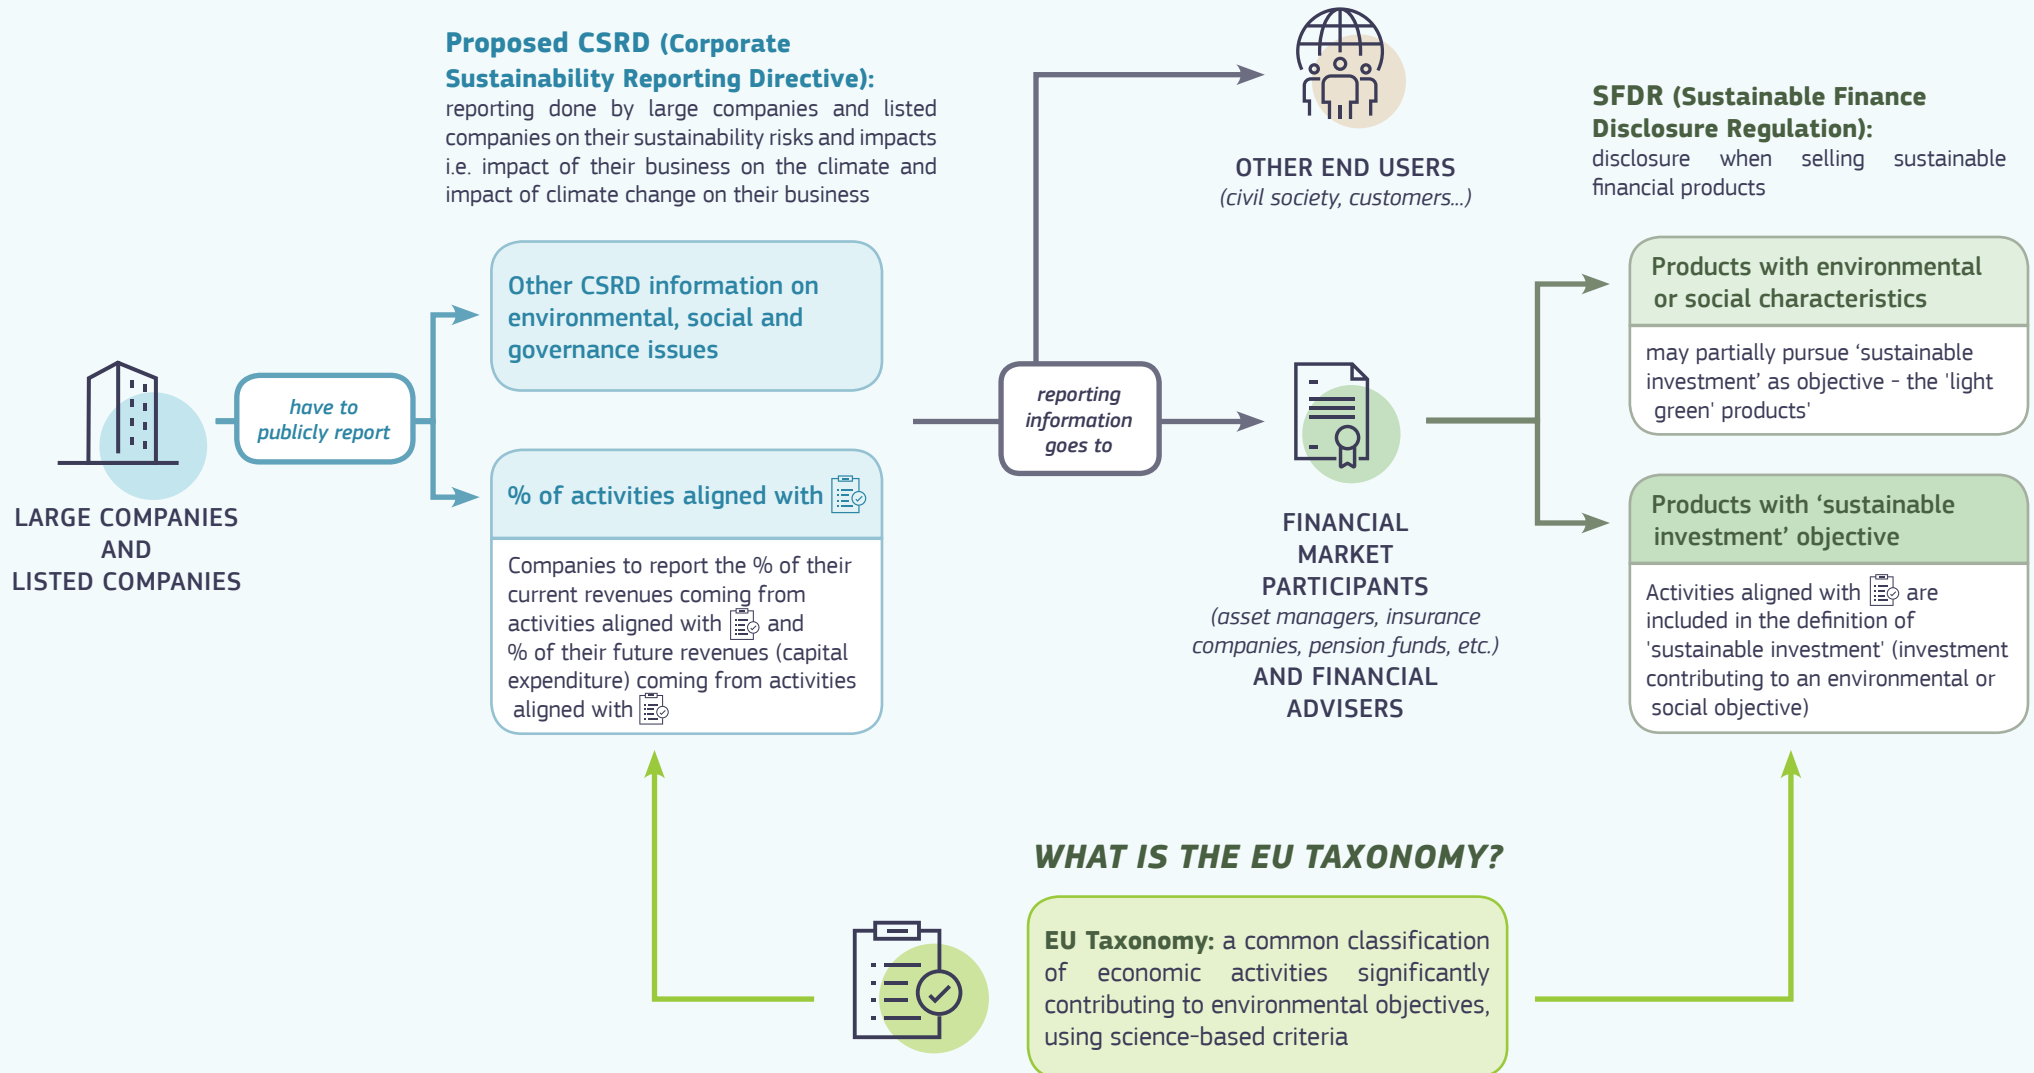 Proposed CSRD (Corporate
Sustainability Reporting Directive):
reporting done by large companies and listed
companies on their sustainability risks and impacts
i.e. impact of their business on the climate and
impact of climate change on their business
LARGE COMPANIES
AND
LISTED COMPANIES
have to
publicly report
Other CSRD information on
environmental, social and
governance issues
% of activities aligned with
Companies to report the % of their
current revenues coming from
activities aligned with and
% of their future revenues (capital
expenditure) coming from activities
aligned with
reporting
information
goes to
OTHER END USERS
(civil society, customers...)
FINANCIAL
MARKET
PARTICIPANTS
(asset managers, insurance
companies, pension funds, etc.)
AND FINANCIAL
ADVISERS
SFDR (Sustainable Finance
Disclosure Regulation):
disclosure when selling sustainable
financial products
Products with environmental
or social characteristics
may partially pursue ‘sustainable
investment’ as objective - the 'light
green' products'
Products with ‘sustainable
investment’ objective
Activities aligned with are
included in the definition of
'sustainable investment' (investment
contributing to an environmental or
social objective)
WHAT IS THE EU TAXONOMY?
EU Taxonomy: a common classification
of economic activities significantly
contributing to environmental objectives,
using science-based criteria